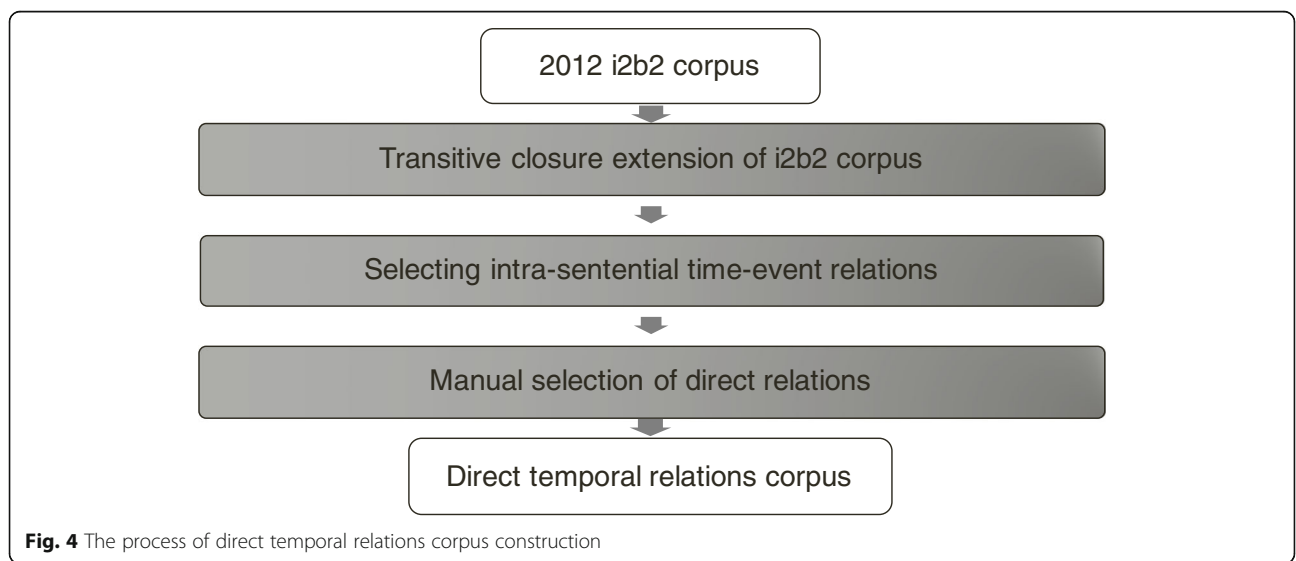 2012 i2b2 corpus
Transitive closure extension of i2b2 corpus
Selecting intra-sentential time-event relations
Manual selection of direct relations
Direct temporal relations corpus
Fig. 4 The process of direct temporal relations corpus construction